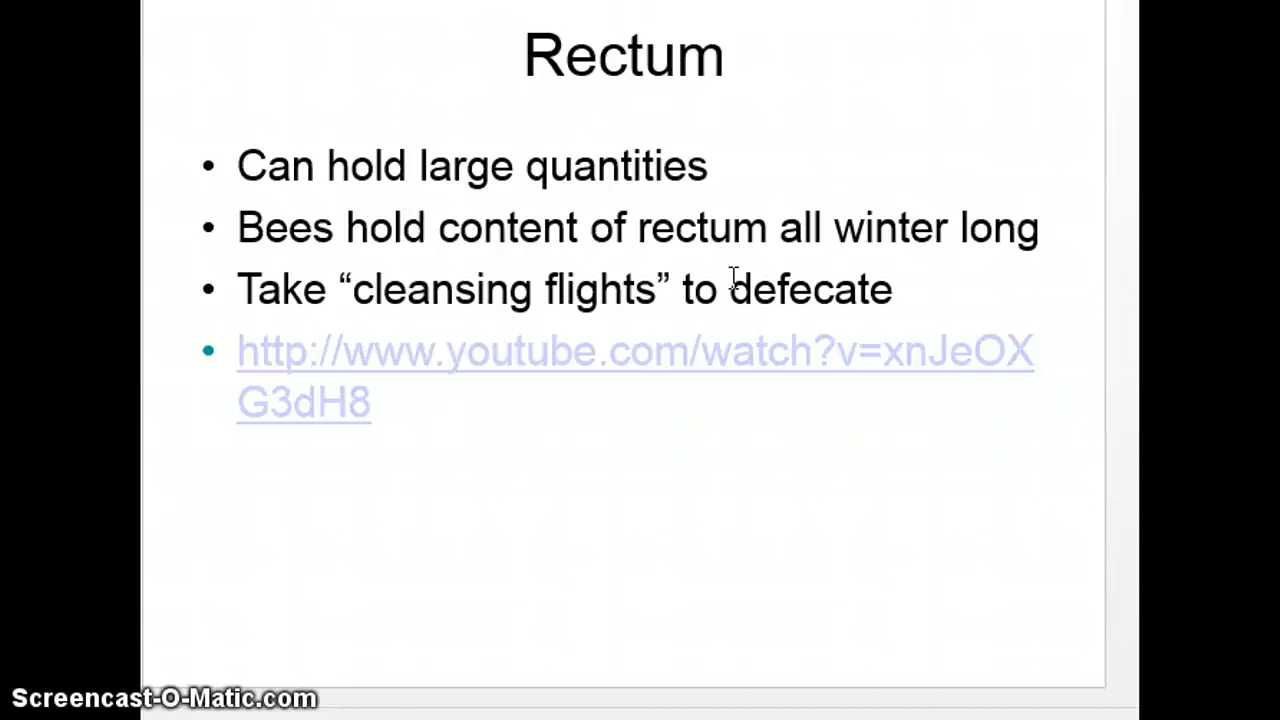 Rectum
• Can hold large quantities
• Bees hold content of rectum all winter long
• Take “cleansing flights” to defecate
• http://www.youtube.com/watch?v=xnJeOX
G3dH8
Screencast-O-Matic.com